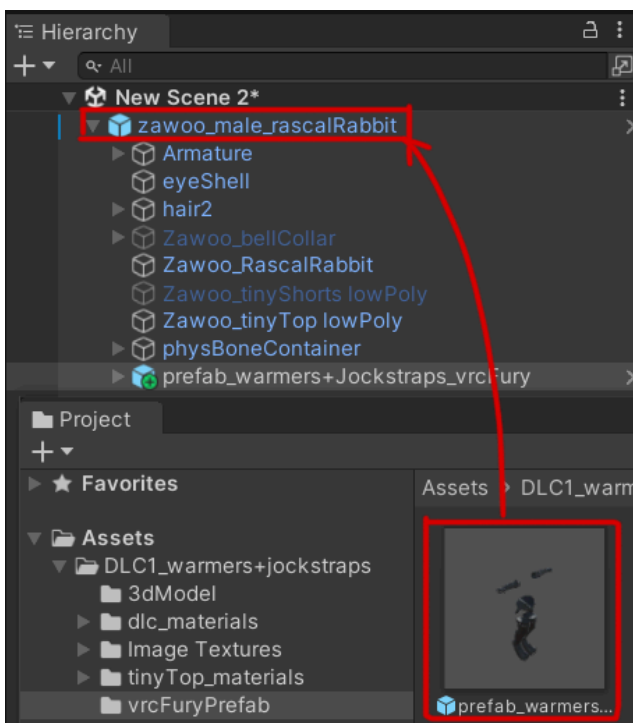 Hierarchy
All
New Scene 2*
zawoo_male_rascalRabbit
Armature
eyeShell
hair2
Zawoo_bellCollar
Zawoo_RascalRabbit
Zawoo_tinyShorts lowPoly
Zawoo_tinyTop lowPoly
physBoneContainer
prefab_warmers+Jockstraps_vrcFury
Project
Favorites
Assets
DLC1_warmers+jockstraps
3dModel
dlc_materials
Image Textures
tinyTop_materials
vrcFuryPrefab
Assets > DLC1_warm
prefab_warmers...